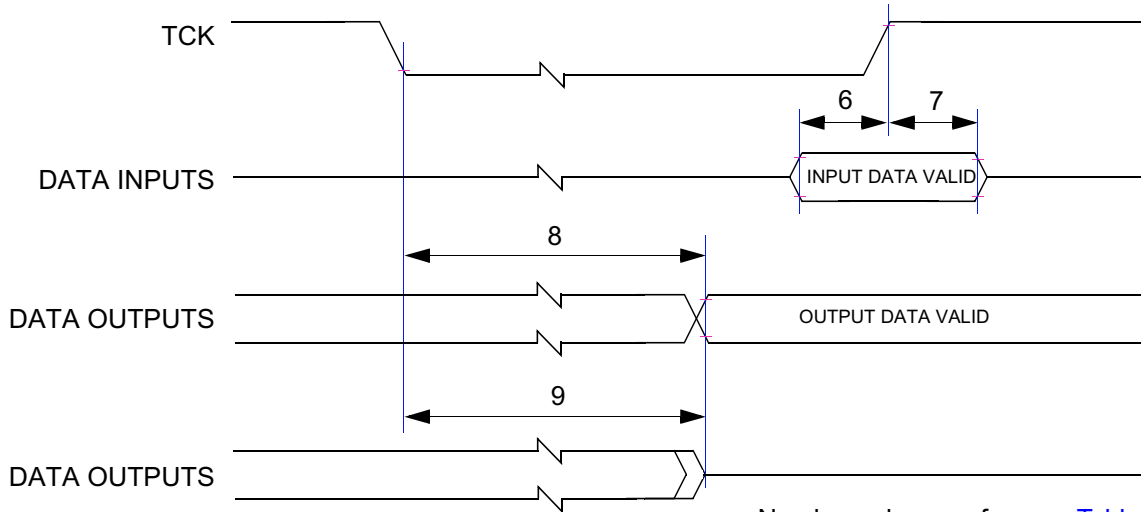 TCK
6 7
DATA INPUTS
INPUT DATA VALID
8
DATA OUTPUTS
OUTPUT DATA VALID
9
DATA OUTPUTS